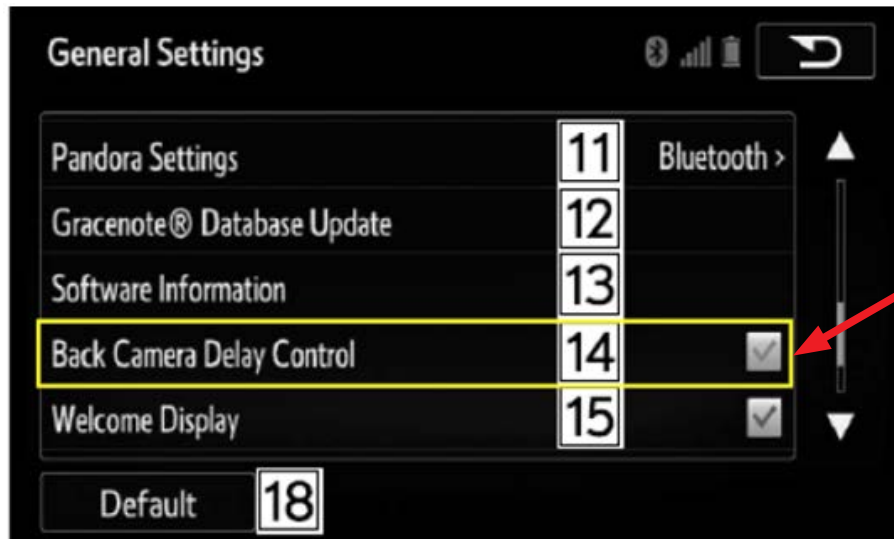 General Settings
Pandora Settings 11 Bluetooth >
Gracenote® Database Update 12
Software Information 13
Back Camera Delay Control 14
Welcome Display 15
Default 18